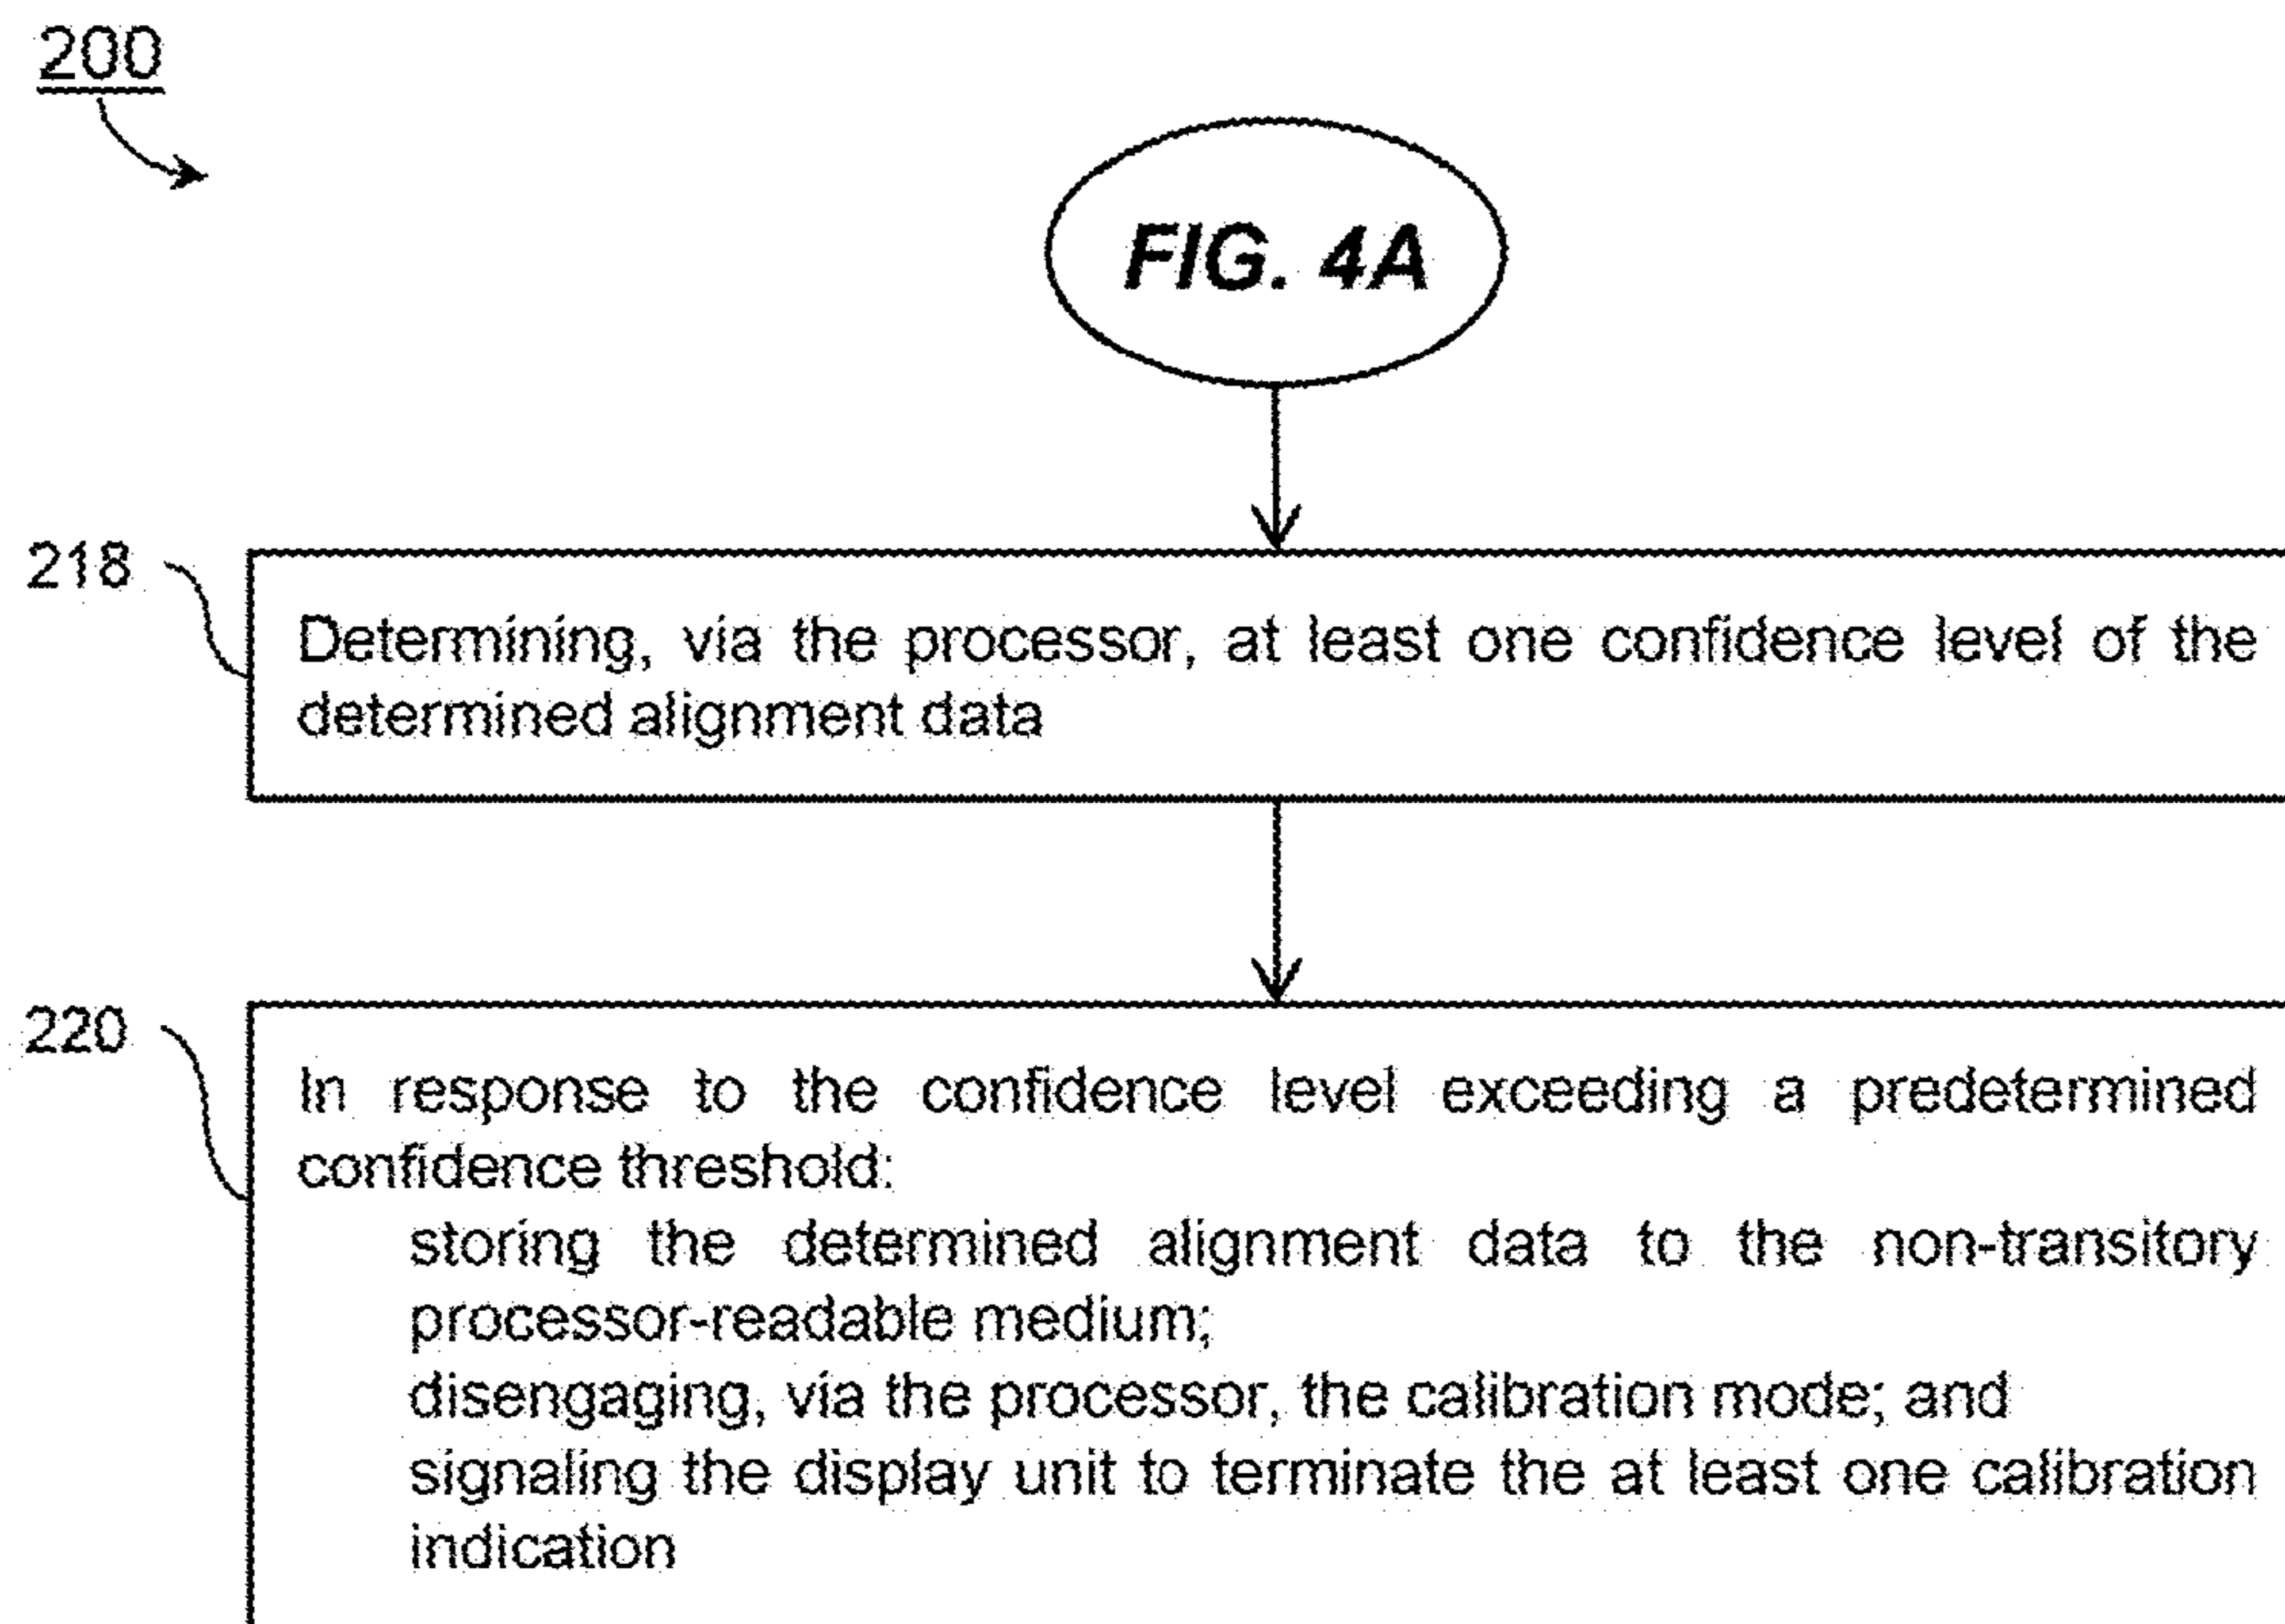 200
FIG. 4A
218
Determining, via the processor, at least one confidence level of the
determined alignment data
220
In response to the confidence level exceeding a predetermined
confidence threshold:
storing the determined alignment data to the non-transitory
processor-readable medium;
disengaging, via the processor, the calibration mode; and
signaling the display unit to terminate the at least one calibration
indication